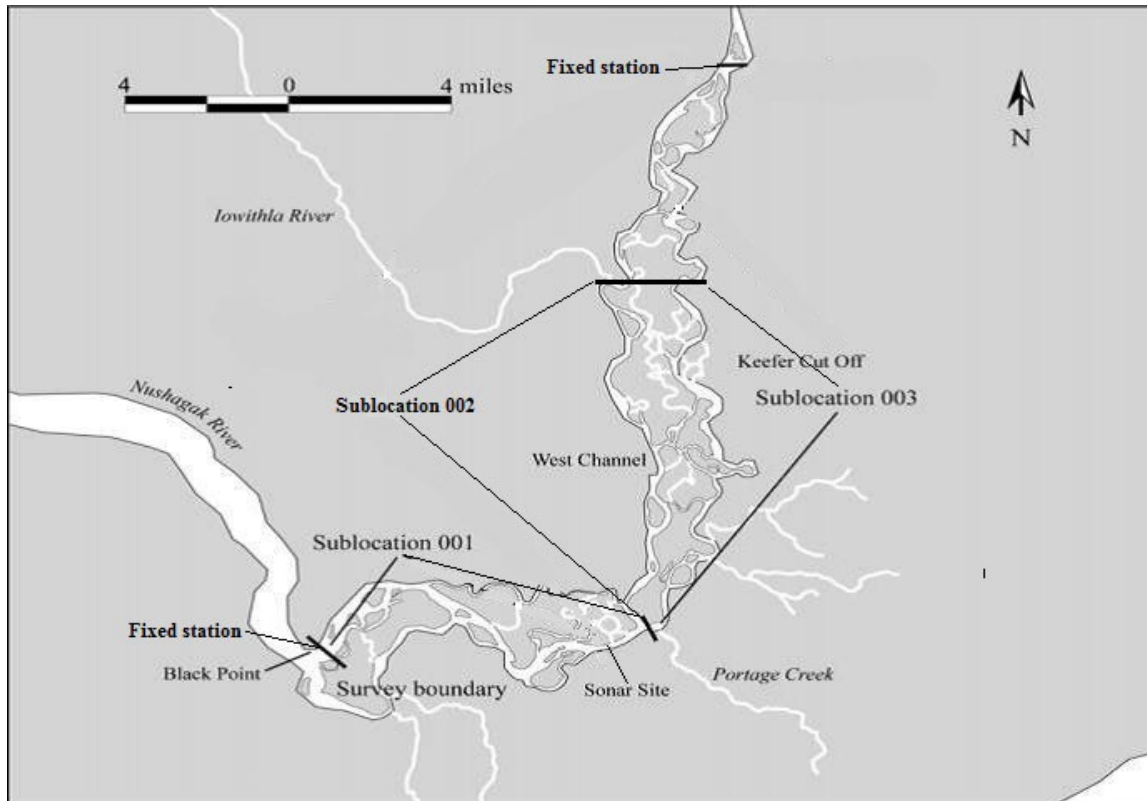 Fixed station
4 0 4 miles
N
Iowithla River
Keefer Cut Off
Sublocation 003
Nushagak River
Sublocation 002
West Channel
Sublocation 001
Fixed station
Black Point
Survey boundary
Sonar Site
Portage Creek